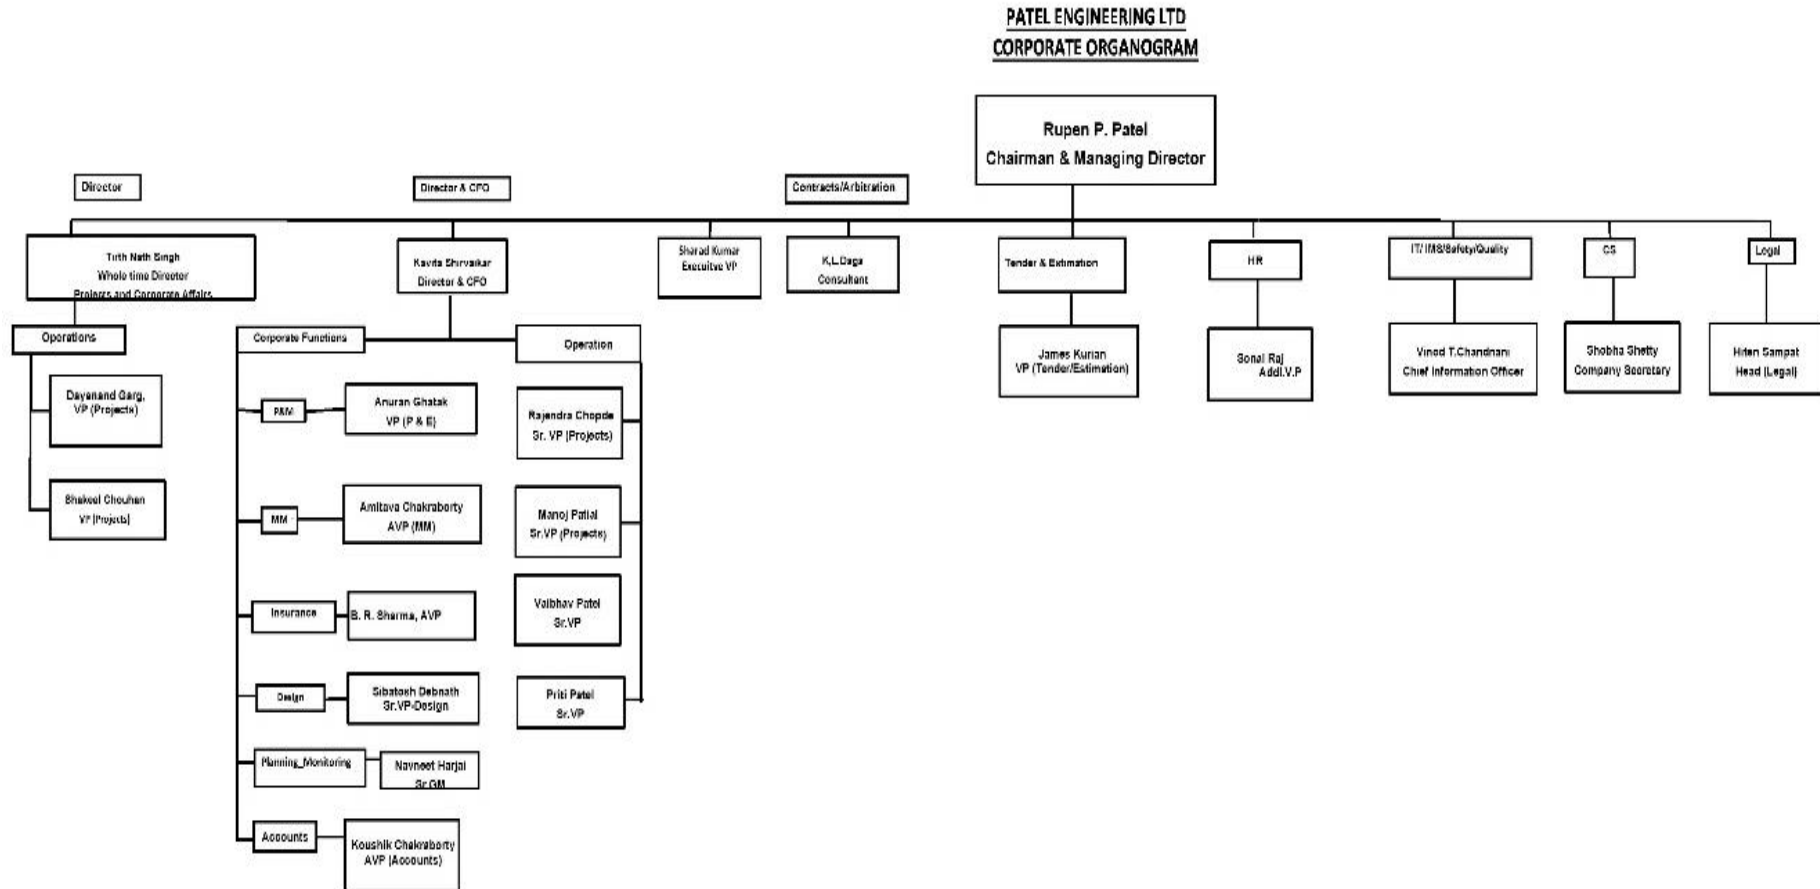 PATEL ENGINEERING LTD
CORPORATE ORGANOGRAM
Rupen P. Patel
Chairman & Managing Director
Director
Director & CFO
Contracts/Arbitration
Tirth Nath Singh
Whole time Director
Projects and Corporate Affairs
Kavita Shirvaikar
Director & CFO
Sharad Kumar
Execuitve VP
K.L.Daga
Consultant
Tender & Estimation
HR
IT/ IMS/Safety/Quality
CS
Legal
Operations
Dayanand Garg,
VP (Projects)
Shakeel Chouhan
VP (Projects)
Corporate Functions
Operation
P&M
Anuran Ghatak
VP (P & E)
MM
Amitava Chakraborty
AVP (MM)
Insurance
B. R. Sharma, AVP
Design
Sibatosh Debnath
Sr.VP-Design
Planning_Monitoring
Navneet Harjai
Sr.GM
Accounts
Koushik Chakraborty
AVP (Accounts)
Rajendra Chopde
Sr. VP (Projects)
Manoj Patial
Sr.VP (Projects)
Vaibhav Patel
Sr.VP
Priti Patel
Sr.VP
James Kurian
VP (Tender/Estimation)
Sonal Raj
Addl.V.P
Vinod T.Chandnani
Chief Information Officer
Shobha Shetty
Company Secretary
Hiten Sampat
Head (Legal)